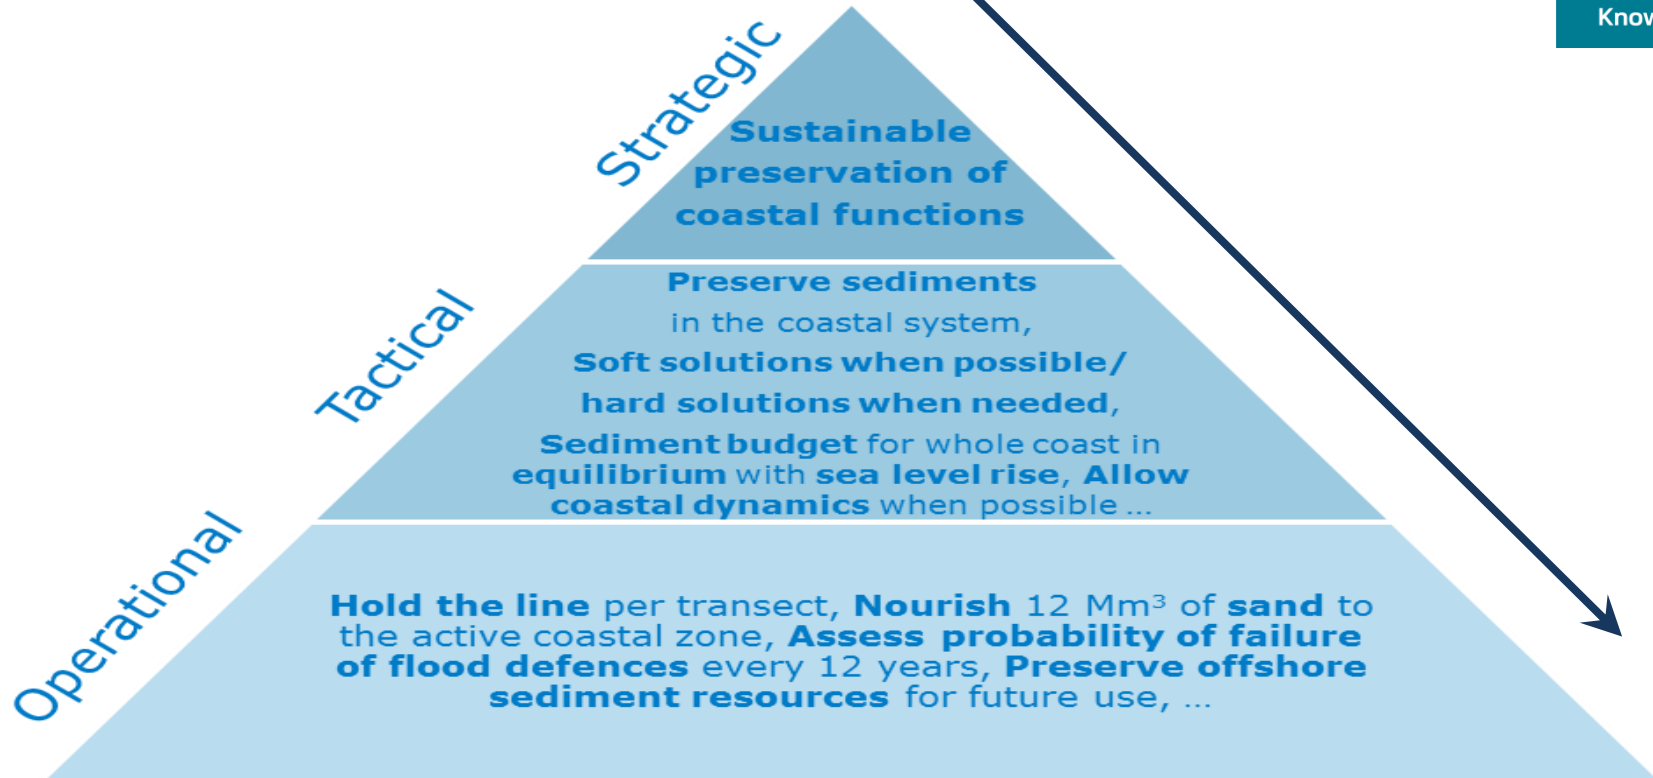 Know
Strategic
Sustainable
preservation of
coastal functions
Tactical
Preserve sediments
in the coastal system,
Soft solutions when possible/
hard solutions when needed,
Sediment budget for whole coast in
equilibrium with sea level rise, Allow
coastal dynamics when possible ...
Operational
Hold the line per transect, Nourish 12 Mm³ of sand to
the active coastal zone, Assess probability of failure
of flood defences every 12 years, Preserve offshore
sediment resources for future use, ...